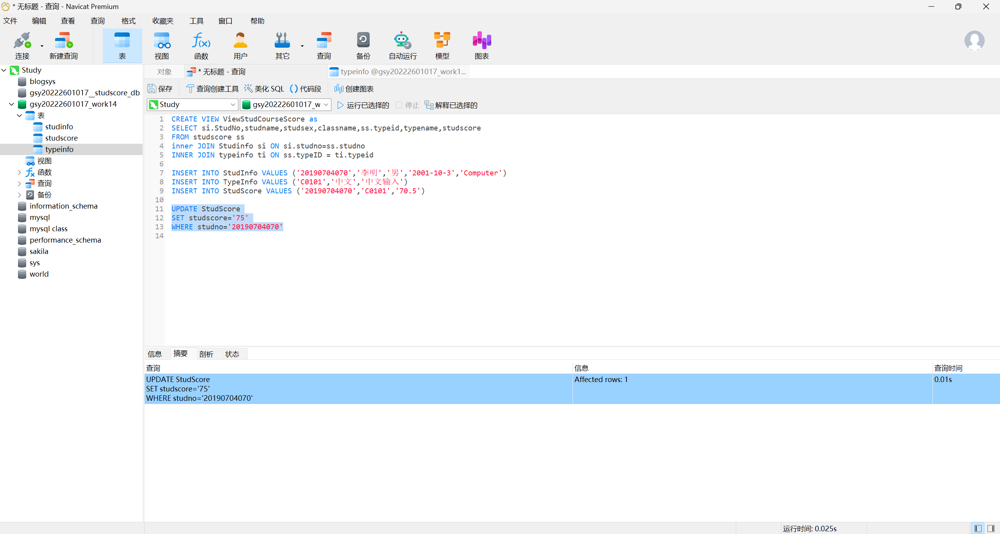 * 无标题 - 查询 - Navicat Premium
文件 编辑 查看 查询 格式 收藏夹 工具 窗口 帮助
连接 新建查询 表 视图 函数 用户 其它 查询 备份 自动运行 模型 图表
Study
blogsys
gsy20222601017__studscore_db
gsy20222601017_work14
表
studinfo
studscore
typeinfo
视图
函数
查询
备份
information_schema
mysql
mysql class
performance_schema
sakila
sys
world
对象 * 无标题 - 查询 typeinfo @gsy20222601017_work1...
保存 查询创建工具 美化 SQL 代码段 创建图表
Study gsy20222601017_w 运行已选择的 停止 解释已选择的
1 CREATE VIEW ViewStudCourseScore as
2 SELECT si.StudNo,studname,studsex,classname,ss.typeid,typename,studscore
3 FROM studscore ss
4 inner JOIN Studinfo si ON si.studno=ss.studno
5 INNER JOIN typeinfo ti ON ss.typeID = ti.typeid
6
7 INSERT INTO StudInfo VALUES ('20190704070','李明','男','2001-10-3','Computer')
8 INSERT INTO TypeInfo VALUES ('C0101','中文','中文输入')
9 INSERT INTO StudScore VALUES ('20190704070','C0101','70.5')
10
11 UPDATE StudScore
12 SET studscore='75'
13 WHERE studno='20190704070'
14
信息 摘要 剖析 状态
查询 信息 查询时间
UPDATE StudScore Affected rows: 1 0.01s
SET studscore='75'
WHERE studno='20190704070'
运行时间: 0.025s